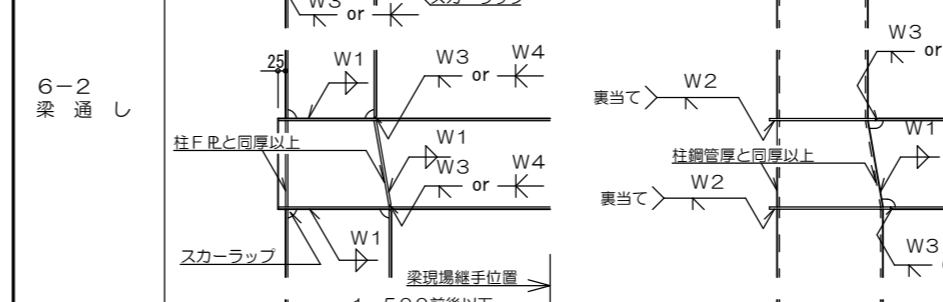 W3 or
スカーラップ
6-2
梁 通 し
25
W1
W3 or W4
柱F PLと同厚以上
W1
W3 or W4
スカーラップ
W1
梁現場継手位置
W3 or
裏当て W2
W1
柱鋼管厚と同厚以上
裏当て W2
W3